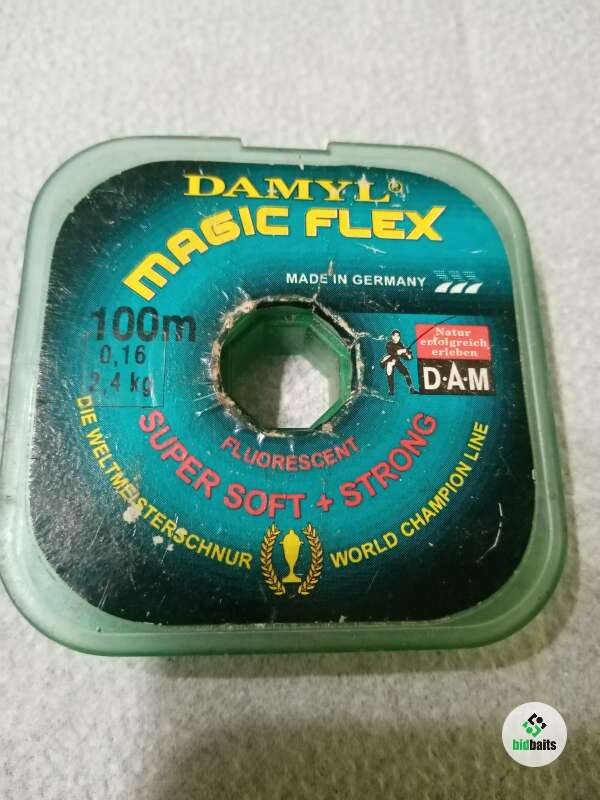 DAMYL®
MAGIC FLEX
MADE IN GERMANY
100m
0,16
2,4 kg
Natur
erfolgreich
erleben
D·A·M
FLUORESCENT
SUPER SOFT + STRONG
DIE WELTMEISTERSCHNUR
WORLD CHAMPION LINE
bidbaits